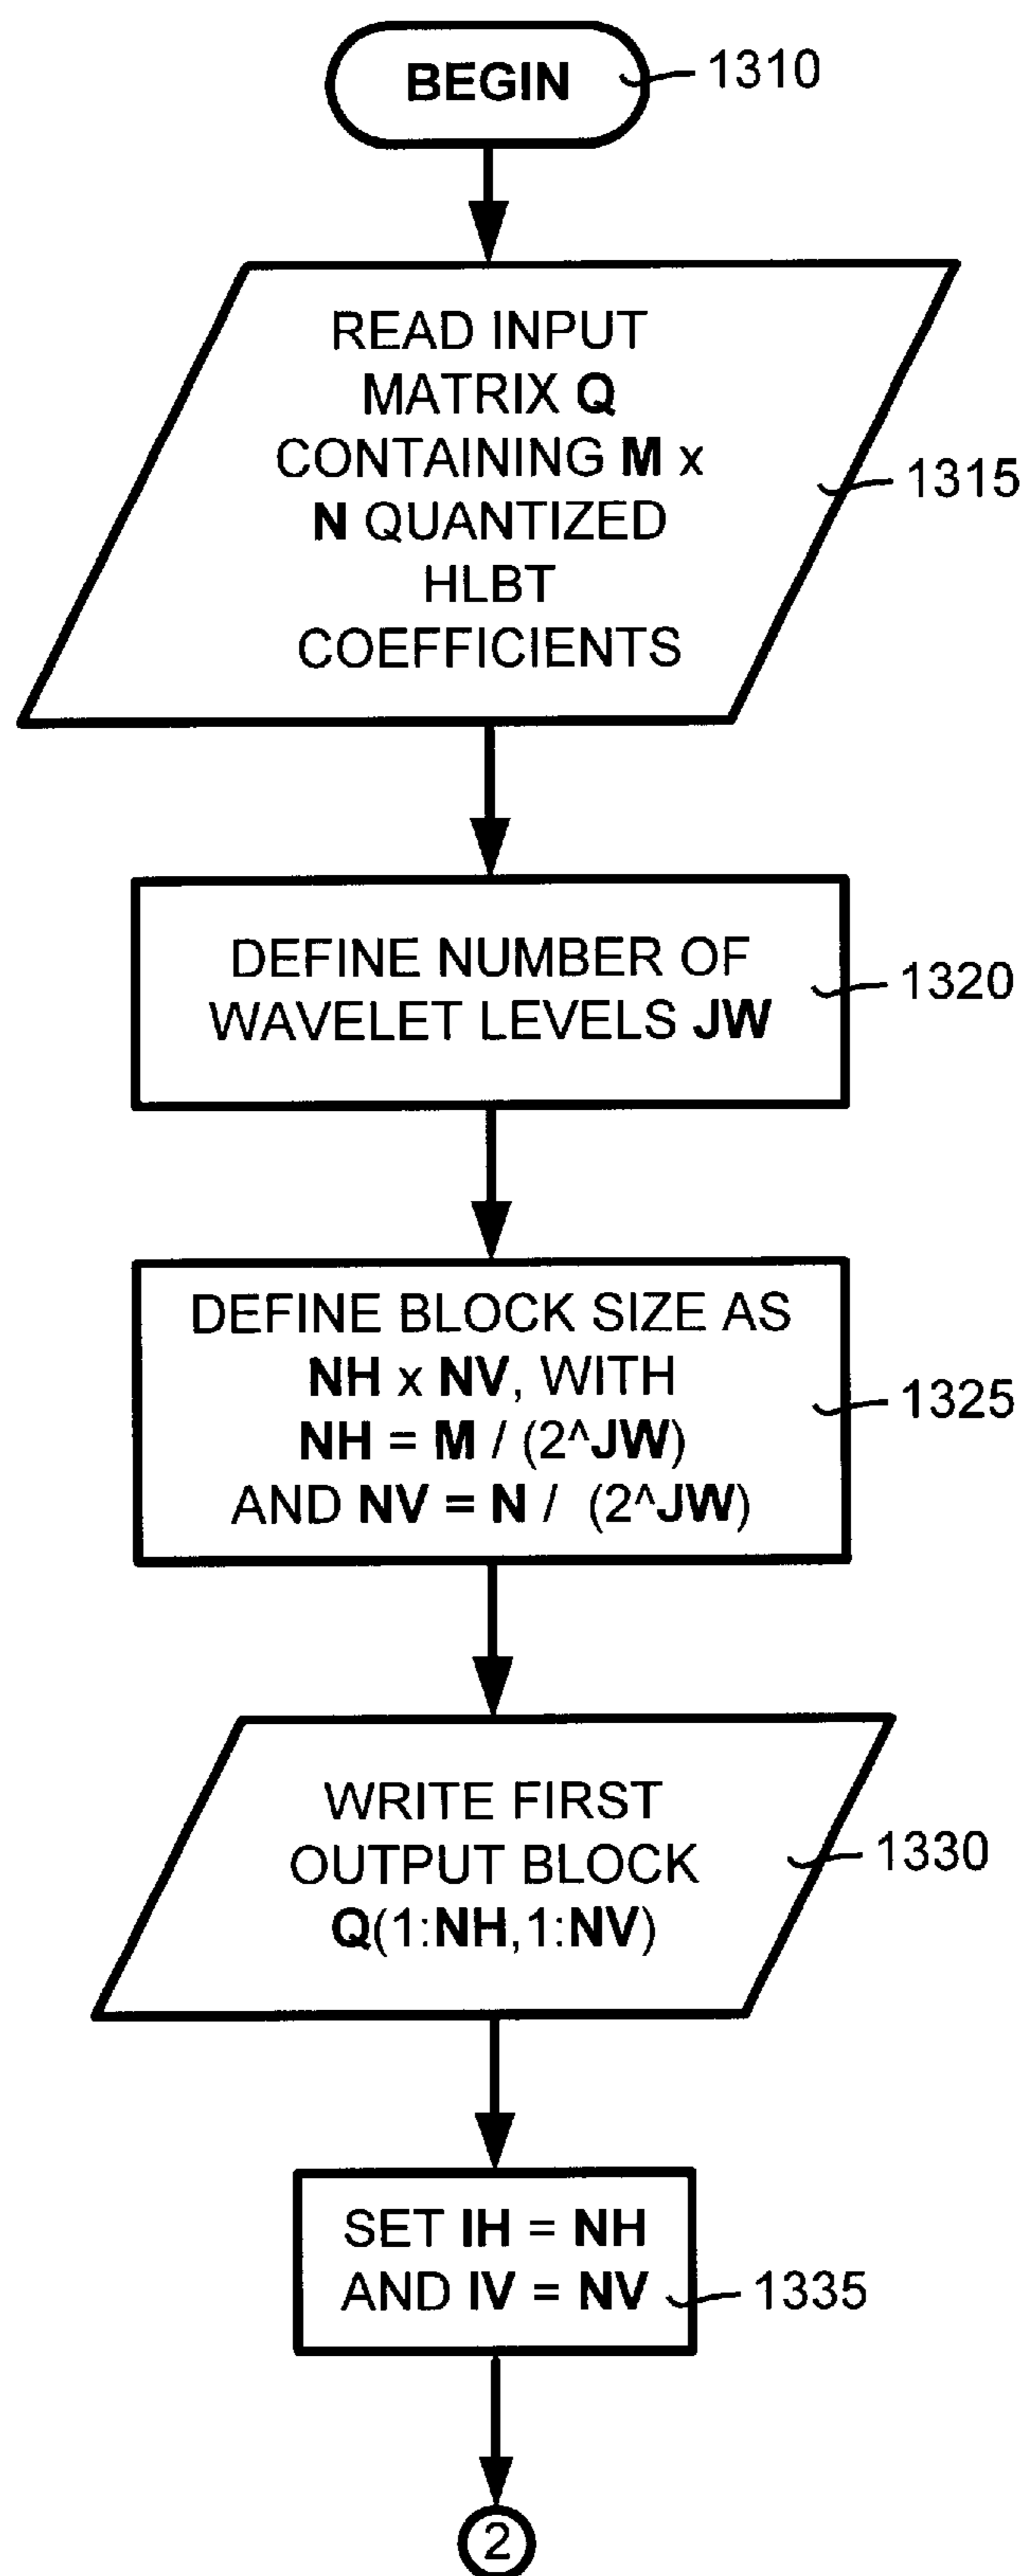 BEGIN
1310
READ INPUT
MATRIX Q
CONTAINING M x
N QUANTIZED
HLBT
COEFFICIENTS
1315
DEFINE NUMBER OF
WAVELET LEVELS JW
1320
DEFINE BLOCK SIZE AS
NH x NV, WITH
NH = M / (2^JW)
AND NV = N / (2^JW)
1325
WRITE FIRST
OUTPUT BLOCK
Q(1:NH,1:NV)
1330
SET IH = NH
AND IV = NV
1335
2